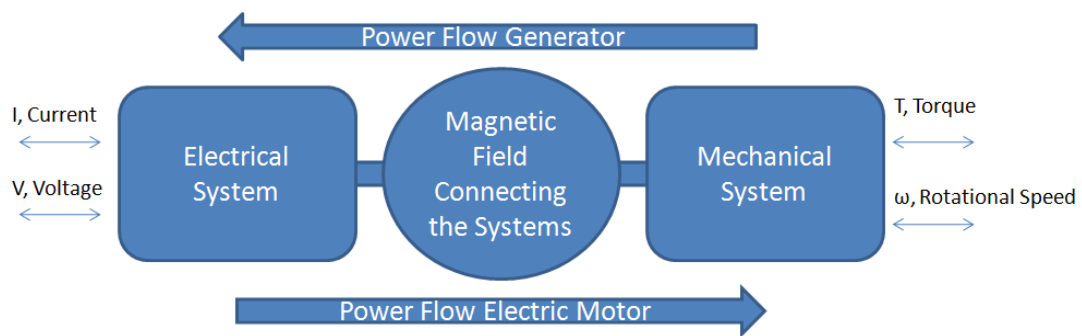 Power Flow Generator
I, Current
V, Voltage
Electrical
System
Magnetic
Field
Connecting
the Systems
Mechanical
System
T, Torque
ω, Rotational Speed
Power Flow Electric Motor